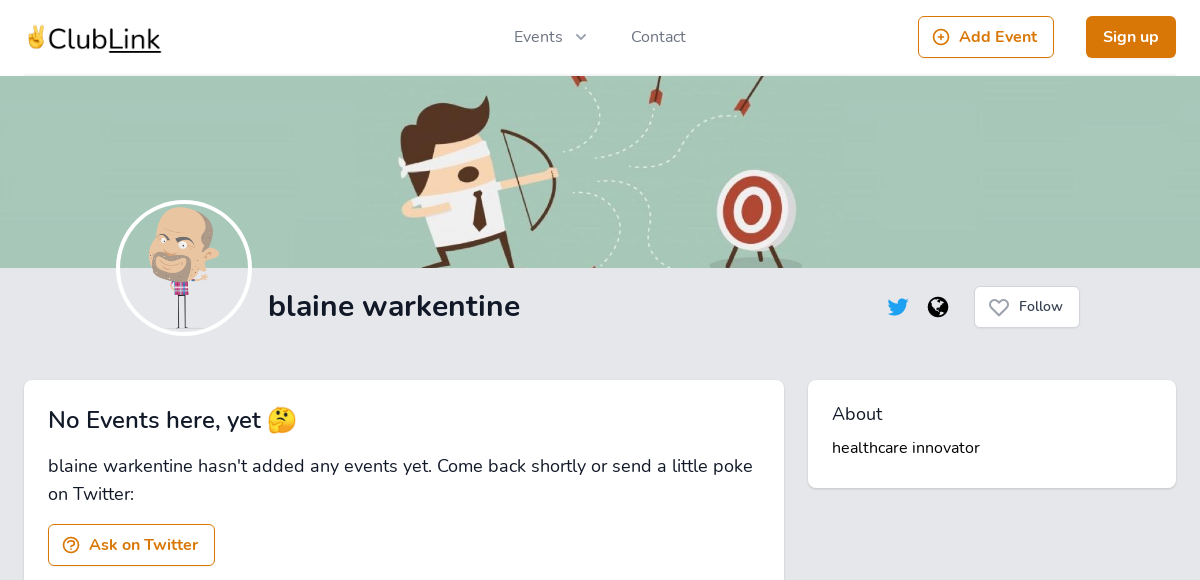 ✌️ClubLink
Events
Contact
Add Event
Sign up
blaine warkentine
Follow
No Events here, yet 🤔
blaine warkentine hasn't added any events yet. Come back shortly or send a little poke
on Twitter:
Ask on Twitter
About
healthcare innovator